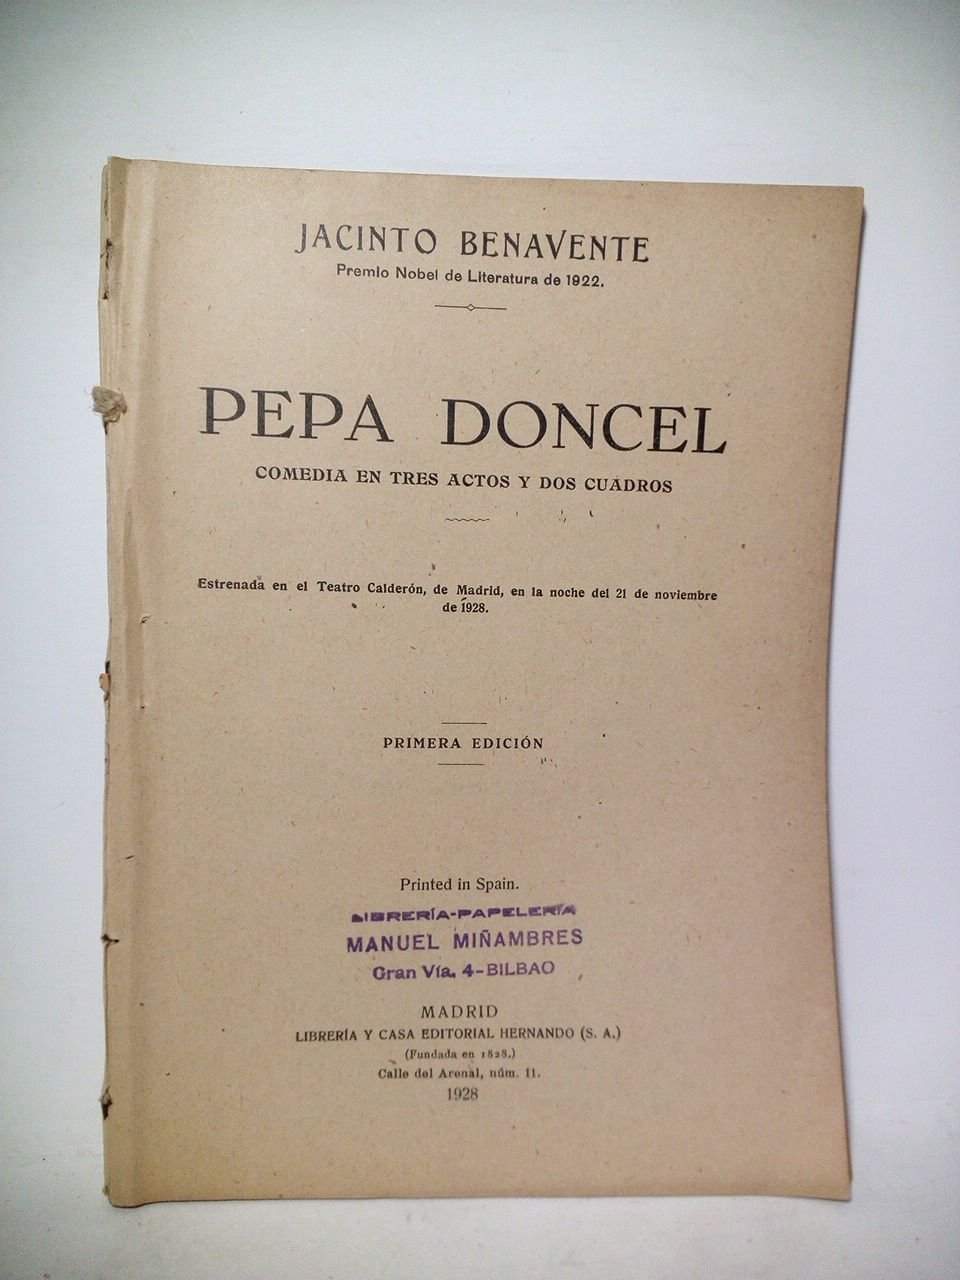 JACINTO BENAVENTE
Premio Nobel de Literatura de 1922.
PEPA DONCEL
COMEDIA EN TRES ACTOS Y DOS CUADROS
Estrenada en el Teatro Calderón, de Madrid, en la noche del 21 de noviembre
de 1928.
PRIMERA EDICIÓN
Printed in Spain.
LIBRERÍA-PAPELERÍA
MANUEL MIÑAMBRES
Gran Vía, 4-BILBAO
MADRID
LIBRERÍA Y CASA EDITORIAL HERNANDO (S. A.)
(Fundada en 1828.)
Calle del Arenal, núm. 11.
1928